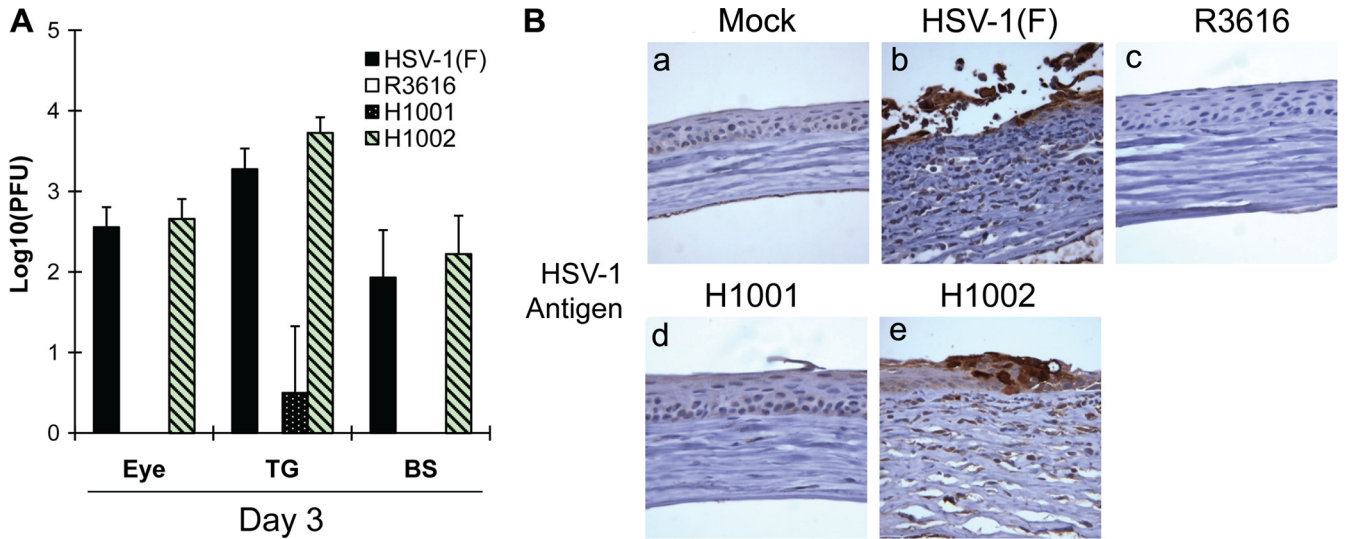 A
5
4
3
2
1
0
Log10(PFU)
HSV-1(F)
R3616
H1001
H1002
Eye TG BS
Day 3
B
Mock HSV-1(F) R3616
a b c
HSV-1
Antigen
H1001 H1002
d e